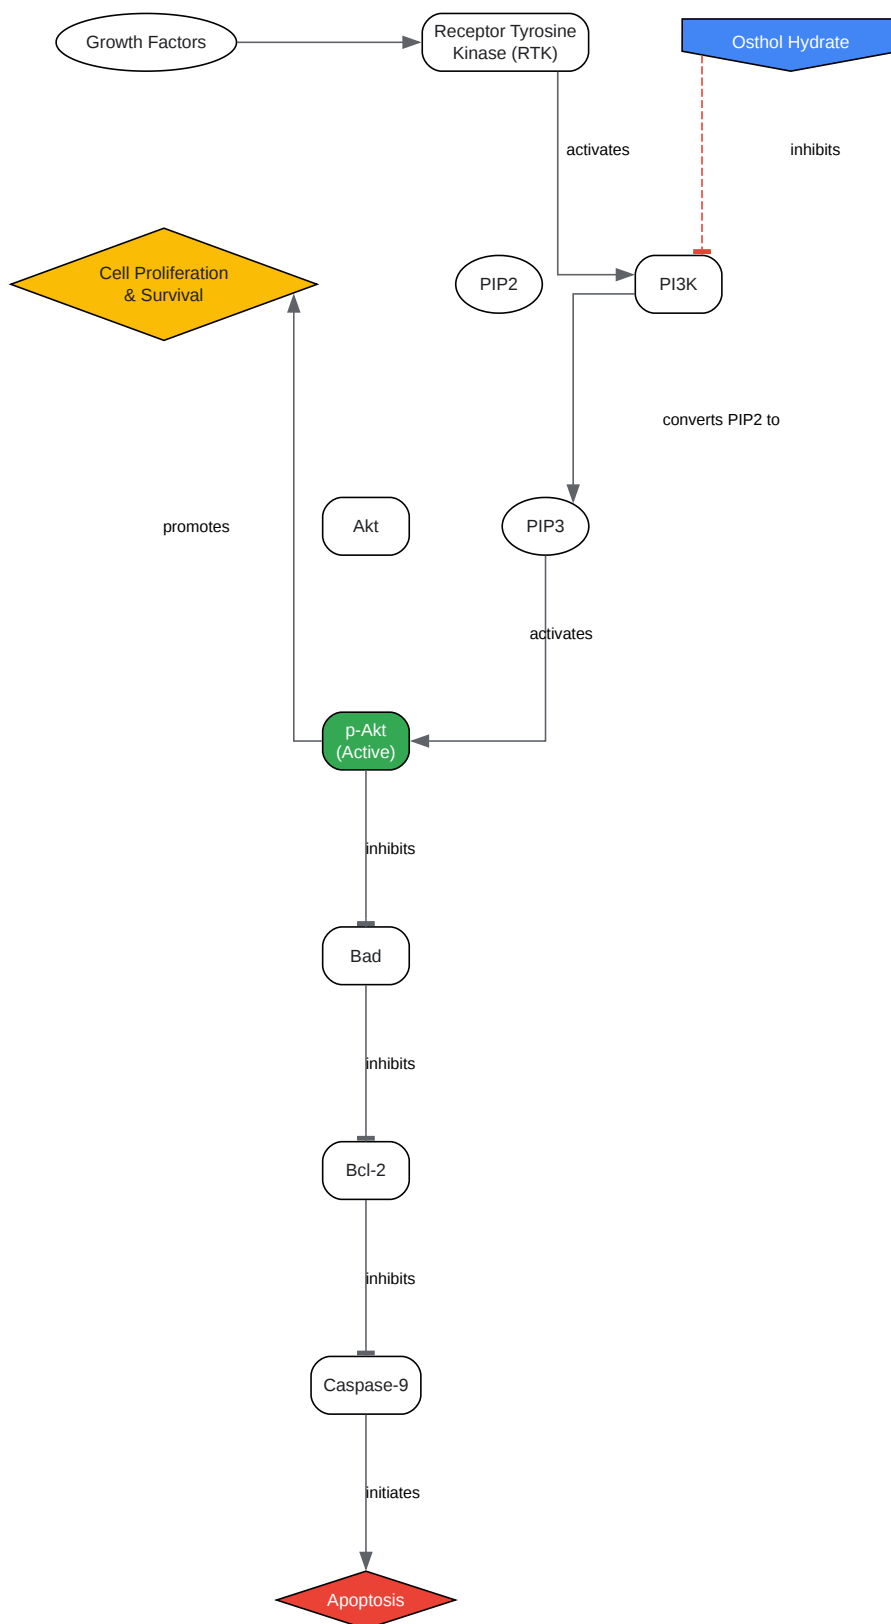 Growth Factors
Receptor Tyrosine
Kinase (RTK)
Osthol Hydrate
activates
inhibits
Cell Proliferation
& Survival
PIP2
PI3K
converts PIP2 to
promotes
Akt
PIP3
activates
p-Akt
(Active)
inhibits
Bad
inhibits
Bcl-2
inhibits
Caspase-9
initiates
Apoptosis